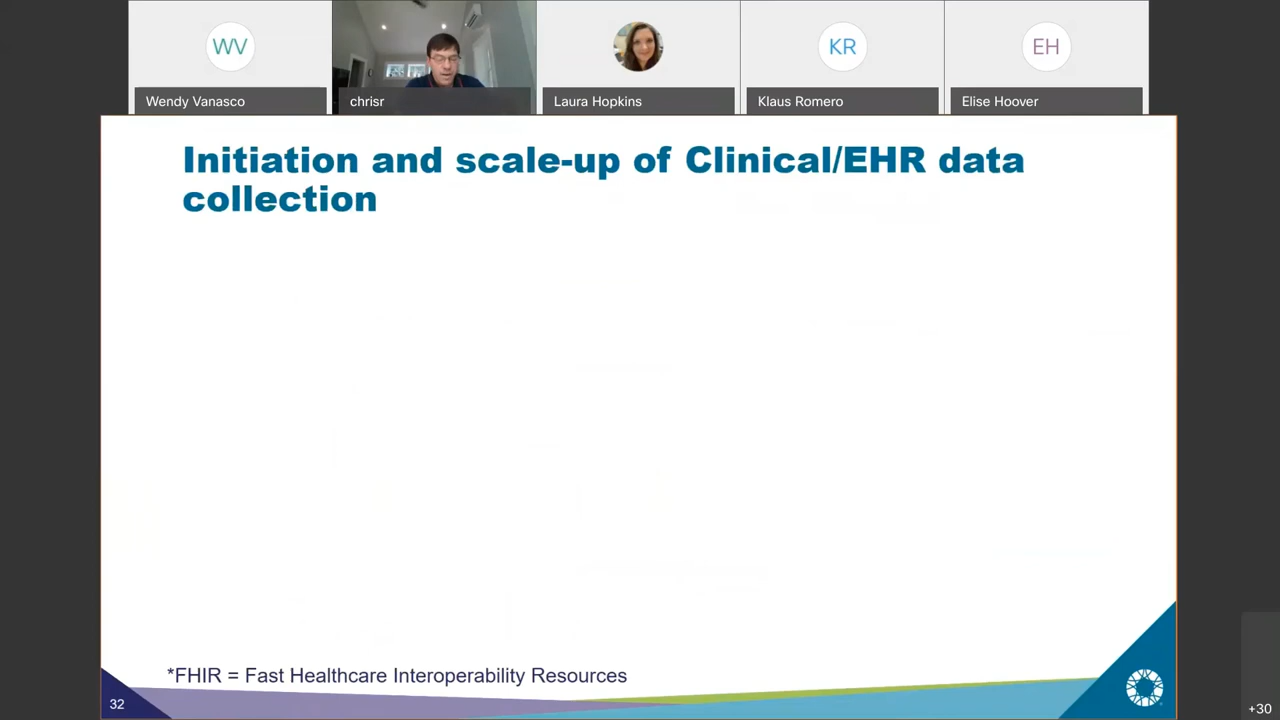 WV
KR
EH
Wendy Vanasco
chrisr
Laura Hopkins
Klaus Romero
Elise Hoover
Initiation and scale-up of Clinical/EHR data
collection
*FHIR = Fast Healthcare Interoperability Resources
32
+30